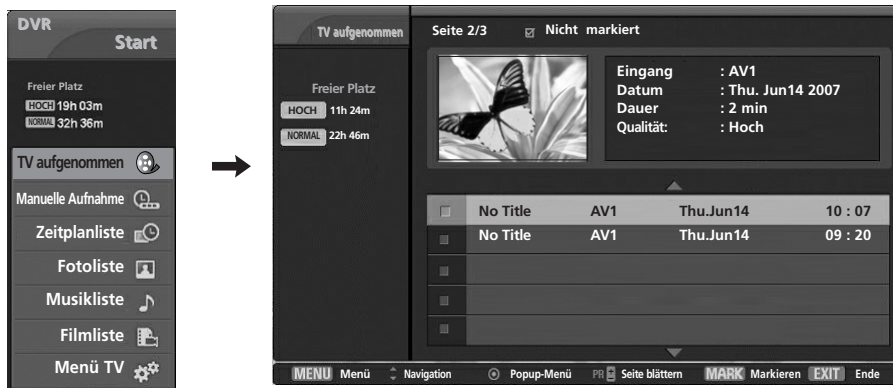 DVR
Start
Freier Platz
HOCH 19h 03m
NORMAL 32h 36m
TV aufgenommen
Manuelle Aufnahme
Zeitplanliste
Fotoliste
Musikliste
Filmliste
Menü TV
TV aufgenommen
Freier Platz
HOCH 11h 24m
NORMAL 22h 46m
Seite 2/3 Nicht markiert
Eingang : AV1
Datum : Thu. Jun14 2007
Dauer : 2 min
Qualität: : Hoch
No Title AV1 Thu.Jun14 10 : 07
No Title AV1 Thu.Jun14 09 : 20
MENU Menü Navigation Popup-Menü PR Seite blättern MARK Markieren EXIT Ende